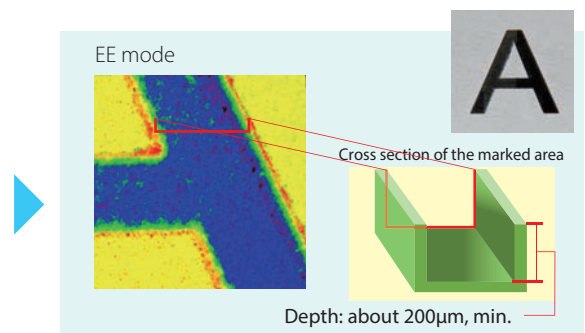 EE mode
A
Cross section of the marked area
Depth: about 200μm, min.